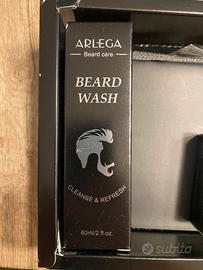 ARLEGA
Beard care
BEARD
WASH
CLEANSE & REFRESH
60ml/2 fl.oz.
subito